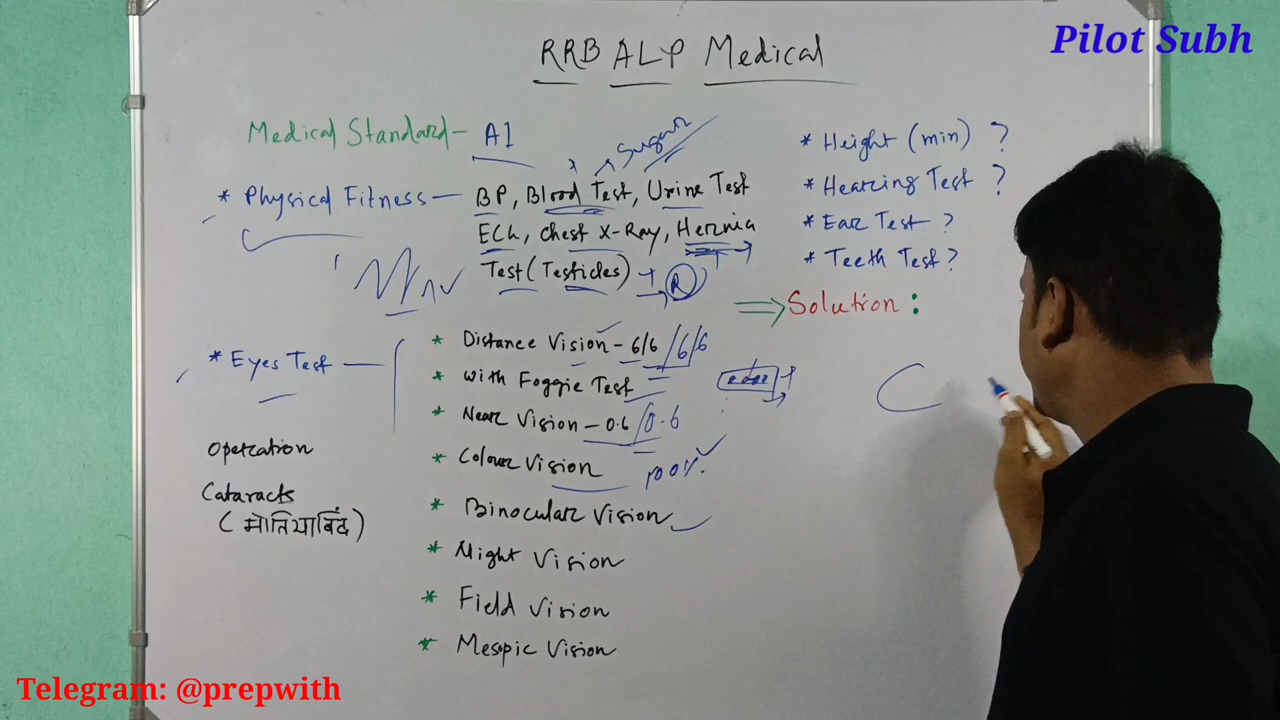 Pilot Subh
RRB ALP Medical
Medical Standard - A1
Sugar
* Physical Fitness - BP, Blood Test, Urine Test
ECG, Chest X-Ray, Hernia
Test (Testicles)
R
* Eyes Test
* Distance Vision - 6/6 / 6/6
* With Foggie Test
* Near Vision - 0.6 / 0.6
* Colour Vision 100%.
* Binocular Vision
* Night Vision
* Field Vision
* Mesopic Vision
Operation
Cataracts
(मोतियाबिंद)
* Height (min) ?
* Hearing Test ?
* Ear Test ?
* Teeth Test ?
⇒ Solution :
Telegram: @prepwith